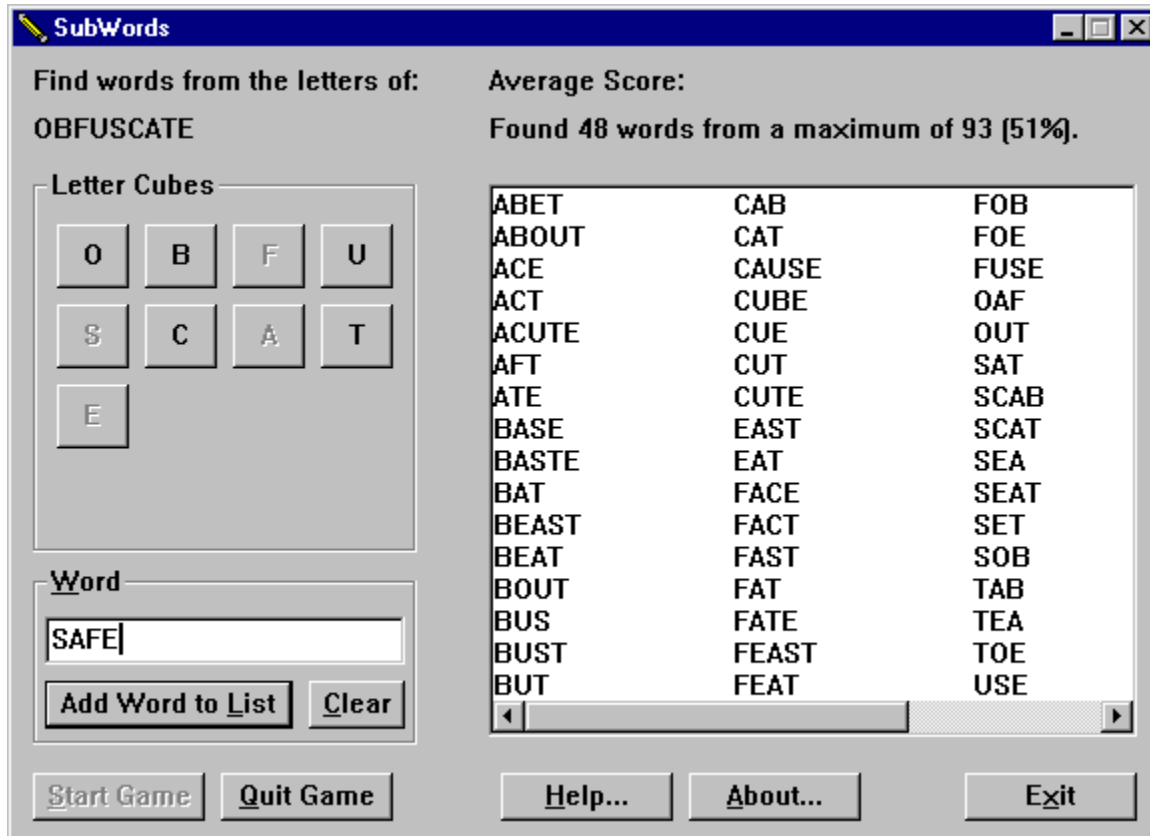 SubWords
Find words from the letters of:
OBFUSCATE
Average Score:
Found 48 words from a maximum of 93 (51%).
Letter Cubes
O B F U
S C A T
E
Word
SAFE
Add Word to List Clear
ABET CAB FOB
ABOUT CAT FOE
ACE CAUSE FUSE
ACT CUBE OAF
ACUTE CUE OUT
AFT CUT SAT
ATE CUTE SCAB
BASE EAST SCAT
BASTE EAT SEA
BAT FACE SEAT
BEAST FACT SET
BEAT FAST SOB
BOUT FAT TAB
BUS FATE TEA
BUST FEAST TOE
BUT FEAT USE
Start Game Quit Game Help... About... Exit